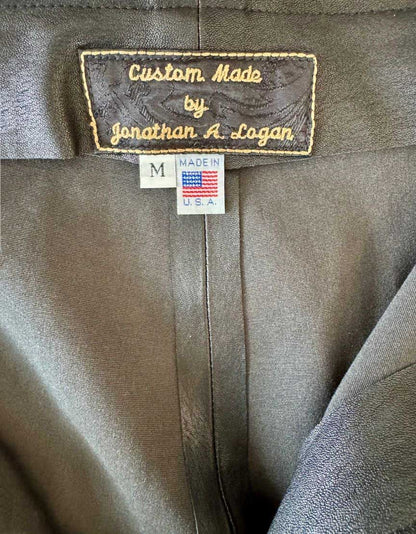 Custom Made
by
Jonathan A. Logan
M
MADE IN
U.S.A.